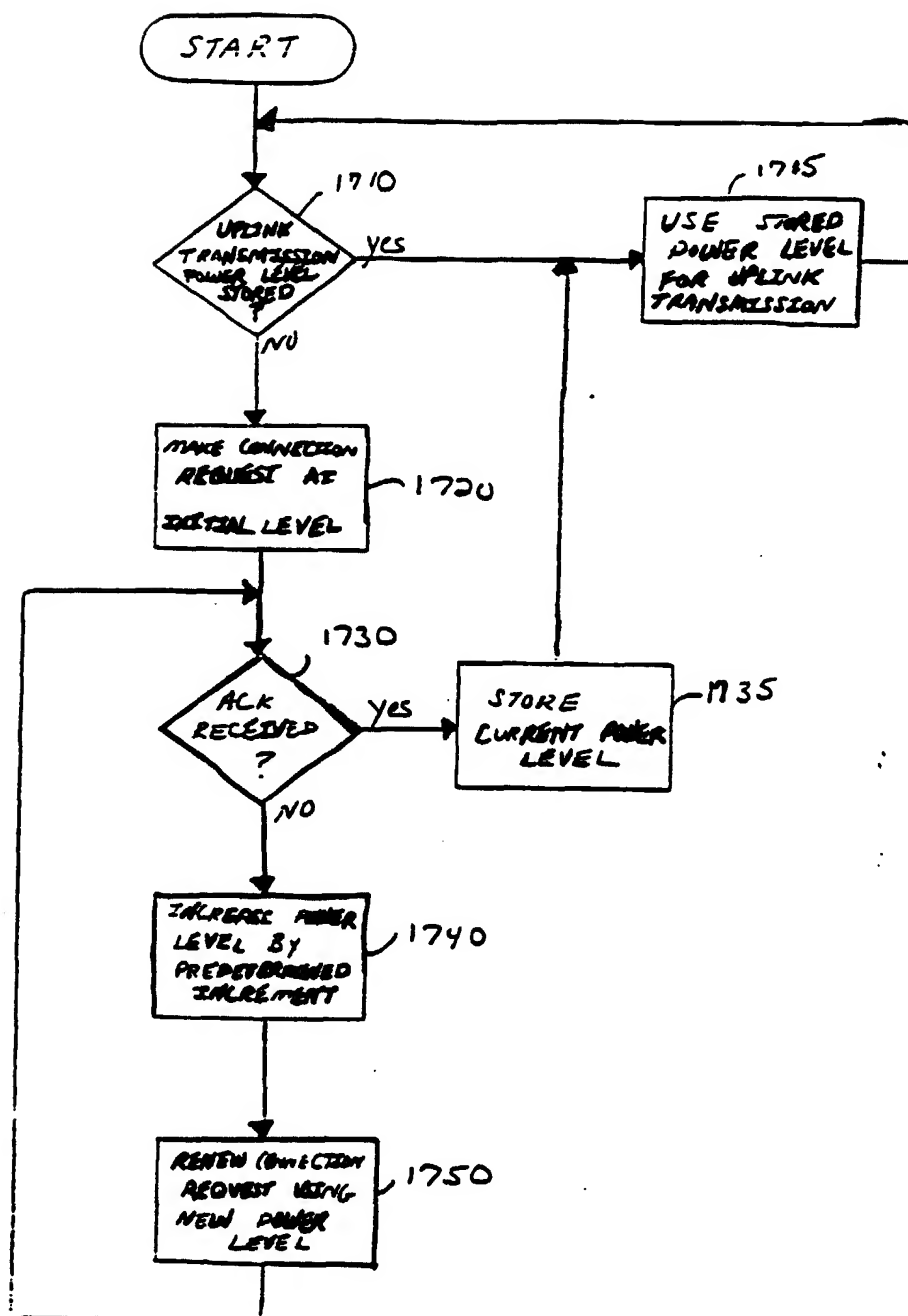 START
1710
UPLINK
TRANSMISSION
POWER LEVEL
STORED
?
yes
NO
1715
USE STORED
POWER LEVEL
FOR UPLINK
TRANSMISSION
MAKE CONNECTION
REQUEST AT
INITIAL LEVEL
1720
1730
ACK
RECEIVED
?
yes
NO
1735
STORE
CURRENT POWER
LEVEL
INCREASE POWER
LEVEL BY
PREDETERMINED
INCREMENT
1740
RENEW CONNECTION
REQUEST USING
NEW POWER
LEVEL
1750